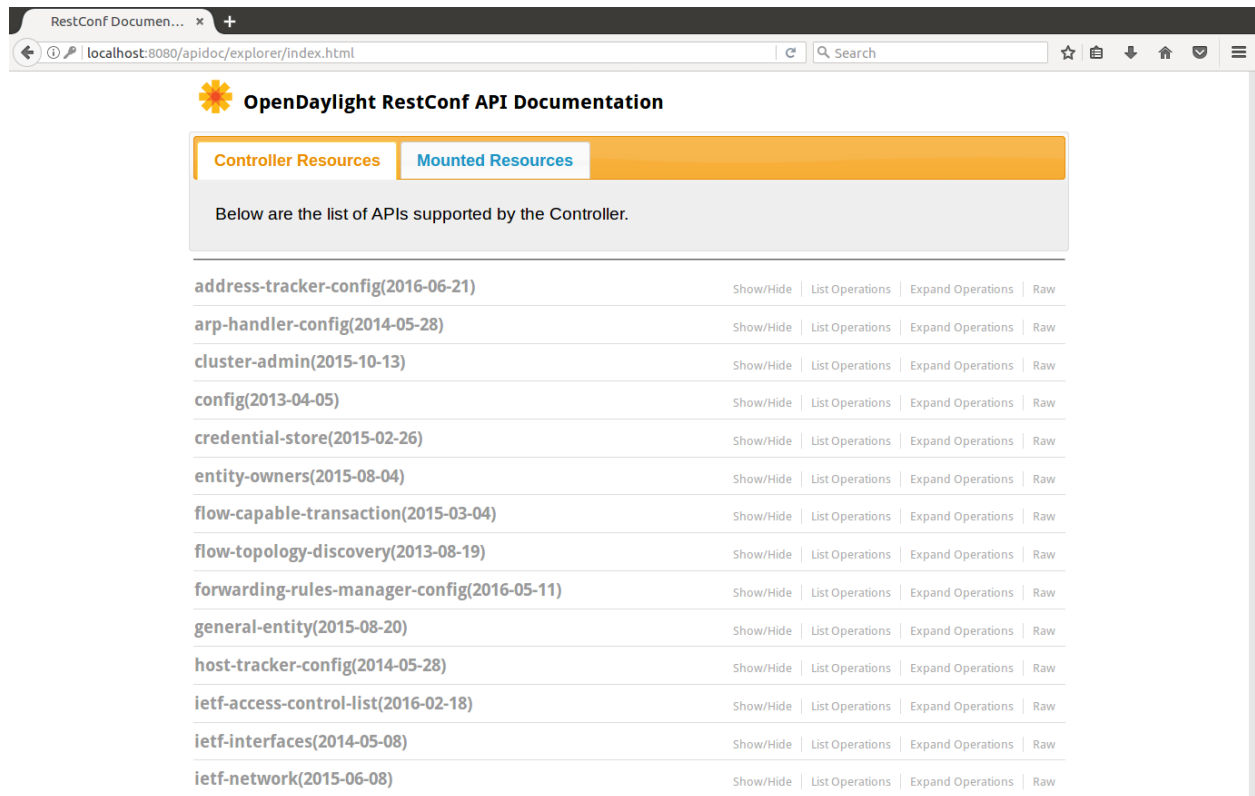 RestConf Documen... × +
localhost:8080/apidoc/explorer/index.html Search
OpenDaylight RestConf API Documentation
Controller Resources Mounted Resources
Below are the list of APIs supported by the Controller.
address-tracker-config(2016-06-21) Show/Hide List Operations Expand Operations Raw
arp-handler-config(2014-05-28) Show/Hide List Operations Expand Operations Raw
cluster-admin(2015-10-13) Show/Hide List Operations Expand Operations Raw
config(2013-04-05) Show/Hide List Operations Expand Operations Raw
credential-store(2015-02-26) Show/Hide List Operations Expand Operations Raw
entity-owners(2015-08-04) Show/Hide List Operations Expand Operations Raw
flow-capable-transaction(2015-03-04) Show/Hide List Operations Expand Operations Raw
flow-topology-discovery(2013-08-19) Show/Hide List Operations Expand Operations Raw
forwarding-rules-manager-config(2016-05-11) Show/Hide List Operations Expand Operations Raw
general-entity(2015-08-20) Show/Hide List Operations Expand Operations Raw
host-tracker-config(2014-05-28) Show/Hide List Operations Expand Operations Raw
ietf-access-control-list(2016-02-18) Show/Hide List Operations Expand Operations Raw
ietf-interfaces(2014-05-08) Show/Hide List Operations Expand Operations Raw
ietf-network(2015-06-08) Show/Hide List Operations Expand Operations Raw